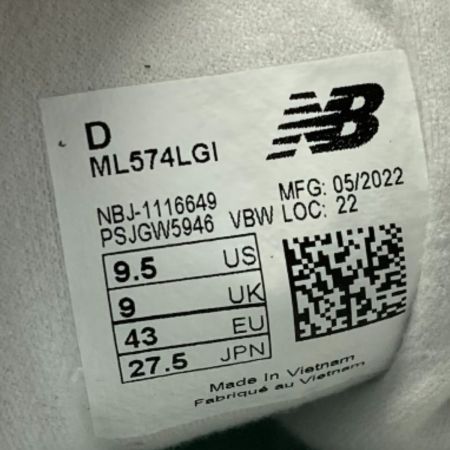 D
ML574LGI
NB
NBJ-1116649 MFG: 05/2022
PSJGW5946 VBW LOC: 22
9.5 US
9 UK
43 EU
27.5 JPN
Made In Vietnam
Fabriqué au Vietnam